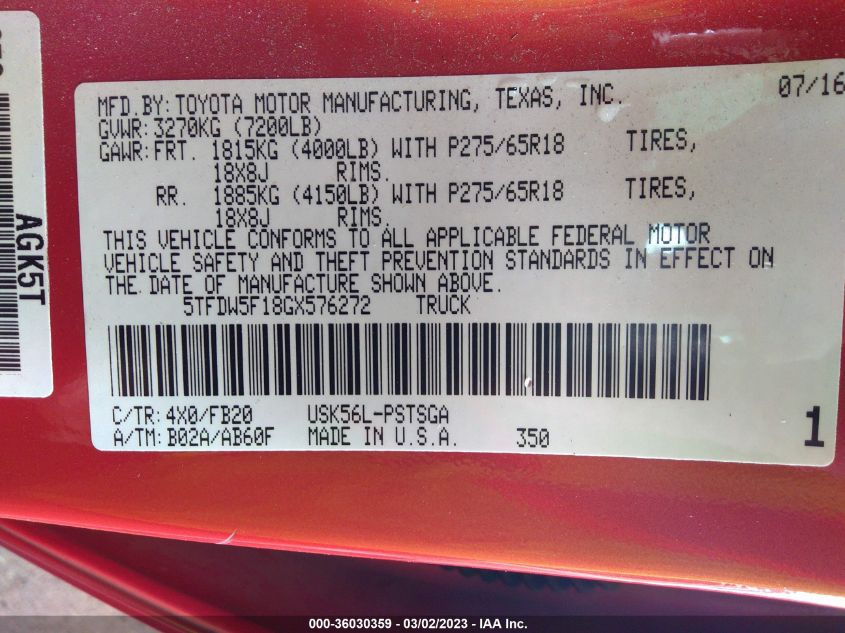 MFD.BY:TOYOTA MOTOR MANUFACTURING, TEXAS, INC. 07/16
GVWR:3270KG (7200LB)
GAWR:FRT. 1815KG (4000LB) WITH P275/65R18 TIRES,
18X8J RIMS.
RR. 1885KG (4150LB) WITH P275/65R18 TIRES,
18X8J RIMS.
THIS VEHICLE CONFORMS TO ALL APPLICABLE FEDERAL MOTOR
VEHICLE SAFETY AND THEFT PREVENTION STANDARDS IN EFFECT ON
THE DATE OF MANUFACTURE SHOWN ABOVE.
5TFDW5F18GX576272 TRUCK
C/TR:4X0/FB20 USK56L-PSTSGA
A/TM:B02A/AB60F MADE IN U.S.A. 350 1
AGK5T
000-36030359 - 03/02/2023 - IAA Inc.